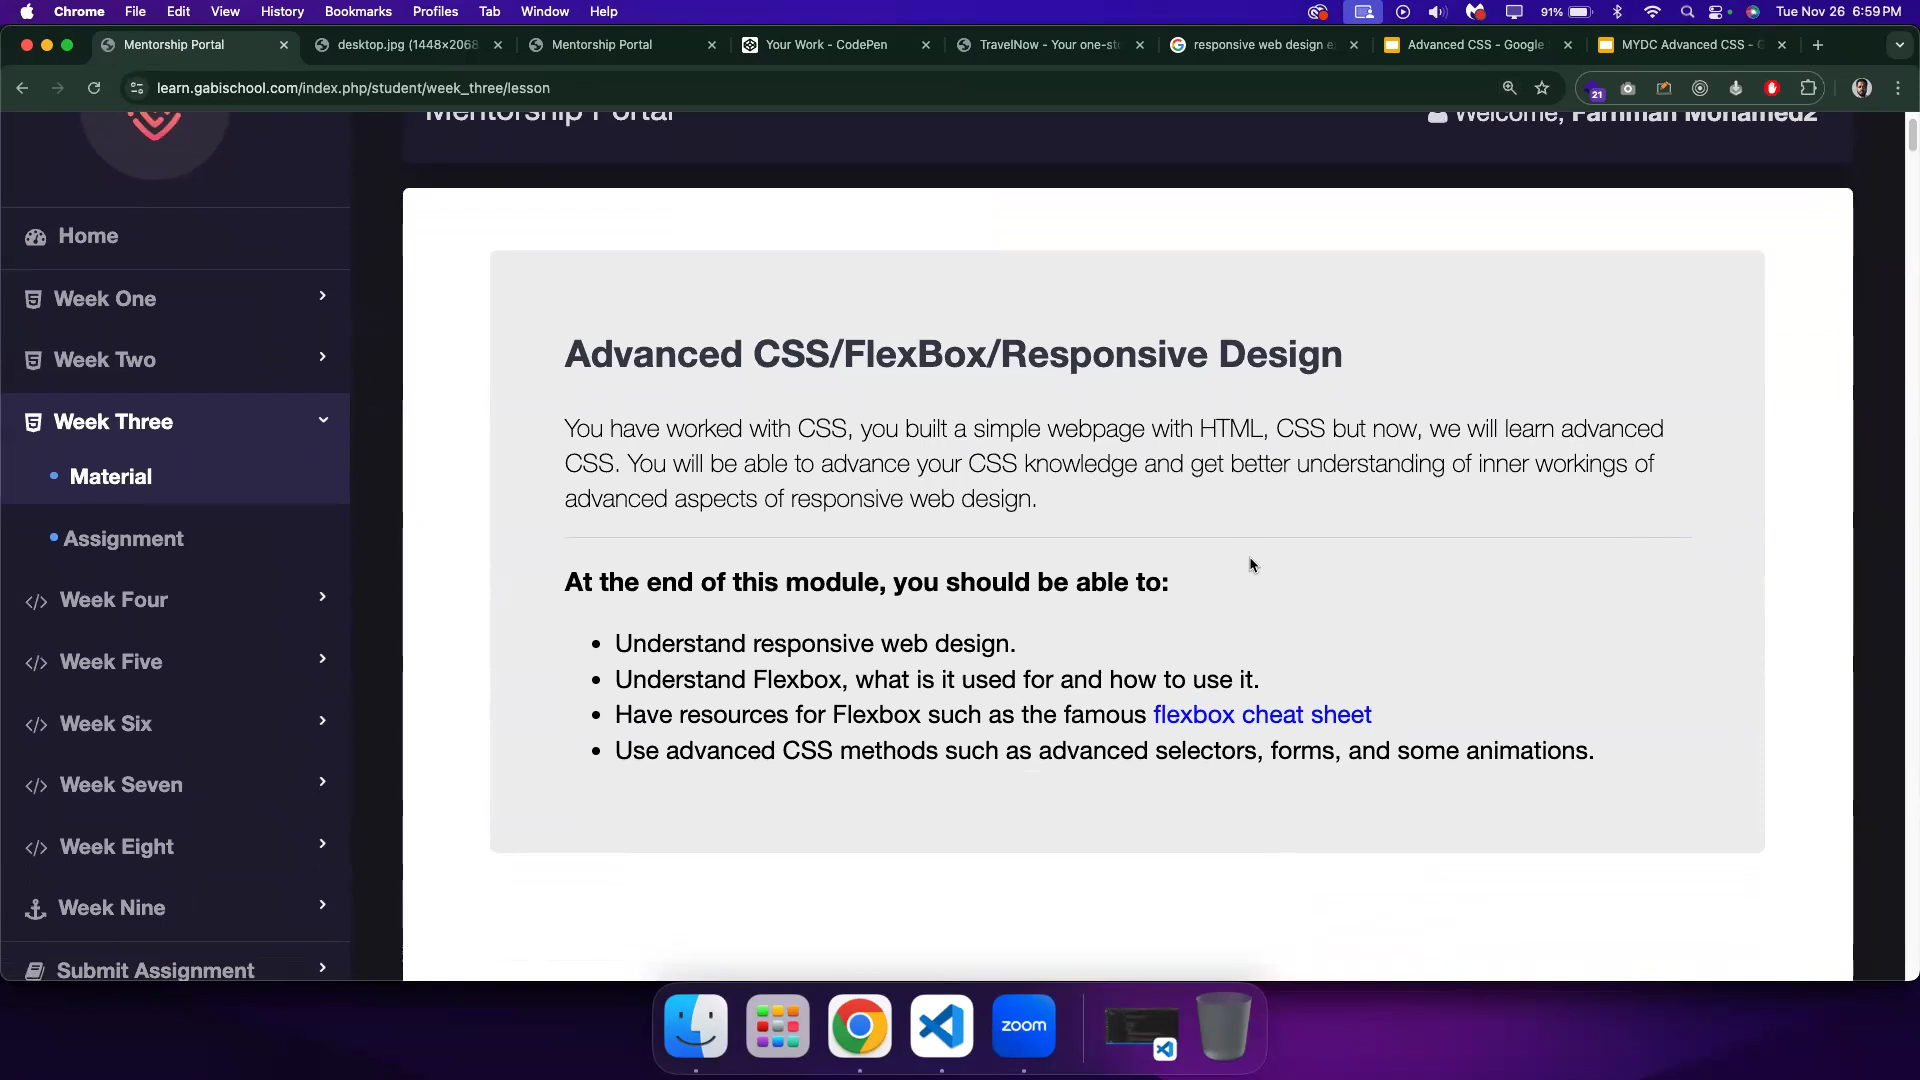 Chrome File Edit View History Bookmarks Profiles Tab Window Help 91% Tue Nov 26 6:59 PM
Mentorship Portal desktop.jpg (1448×2068 Mentorship Portal Your Work - CodePen TravelNow - Your one-st responsive web design e Advanced CSS - Google MYDC Advanced CSS - G
learn.gabischool.com/index.php/student/week_three/lesson 21
Mentorship Portal Welcome, Farhman Mohamed2
Home
Week One
Week Two
Week Three
Material
Assignment
Week Four
Week Five
Week Six
Week Seven
Week Eight
Week Nine
Submit Assignment
Advanced CSS/FlexBox/Responsive Design
You have worked with CSS, you built a simple webpage with HTML, CSS but now, we will learn advanced
CSS. You will be able to advance your CSS knowledge and get better understanding of inner workings of
advanced aspects of responsive web design.
At the end of this module, you should be able to:
Understand responsive web design.
Understand Flexbox, what is it used for and how to use it.
Have resources for Flexbox such as the famous flexbox cheat sheet
Use advanced CSS methods such as advanced selectors, forms, and some animations.
zoom